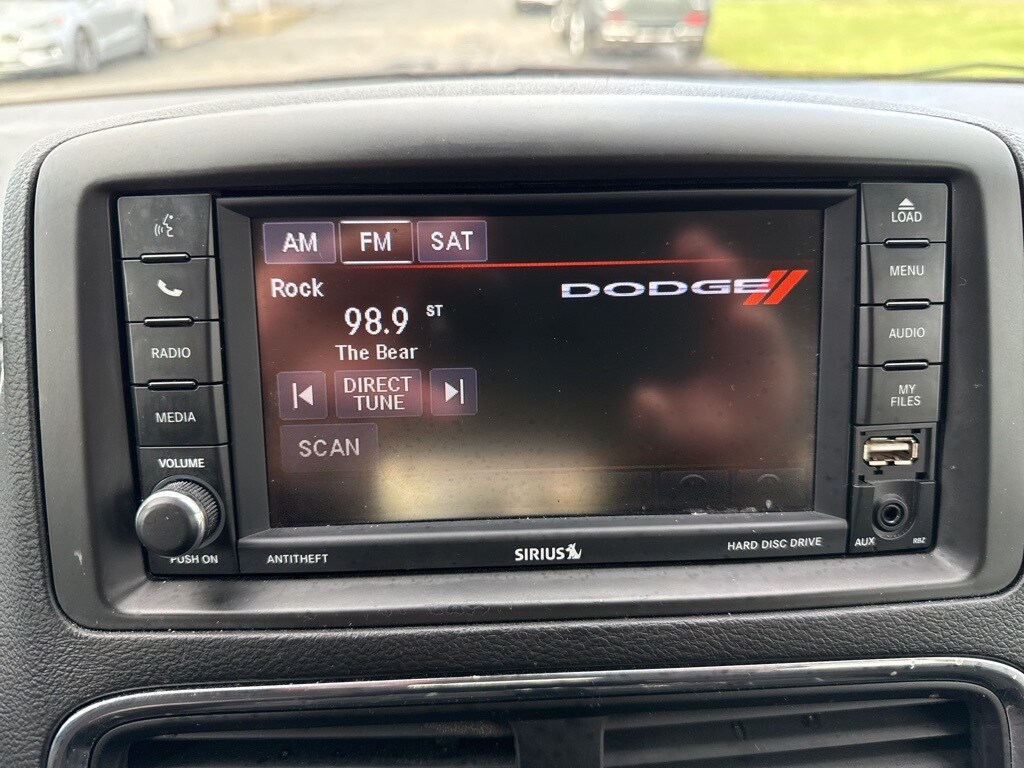 AM FM SAT
Rock
DODGE
98.9 ST
The Bear
DIRECT
TUNE
SCAN
RADIO
MEDIA
VOLUME
PUSH ON
LOAD
MENU
AUDIO
MY
FILES
AUX RBZ
ANTITHEFT
SIRIUS
HARD DISC DRIVE